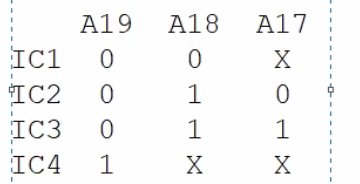 A19 A18 A17
IC1 0 0 X
IC2 0 1 0
IC3 0 1 1
IC4 1 X X